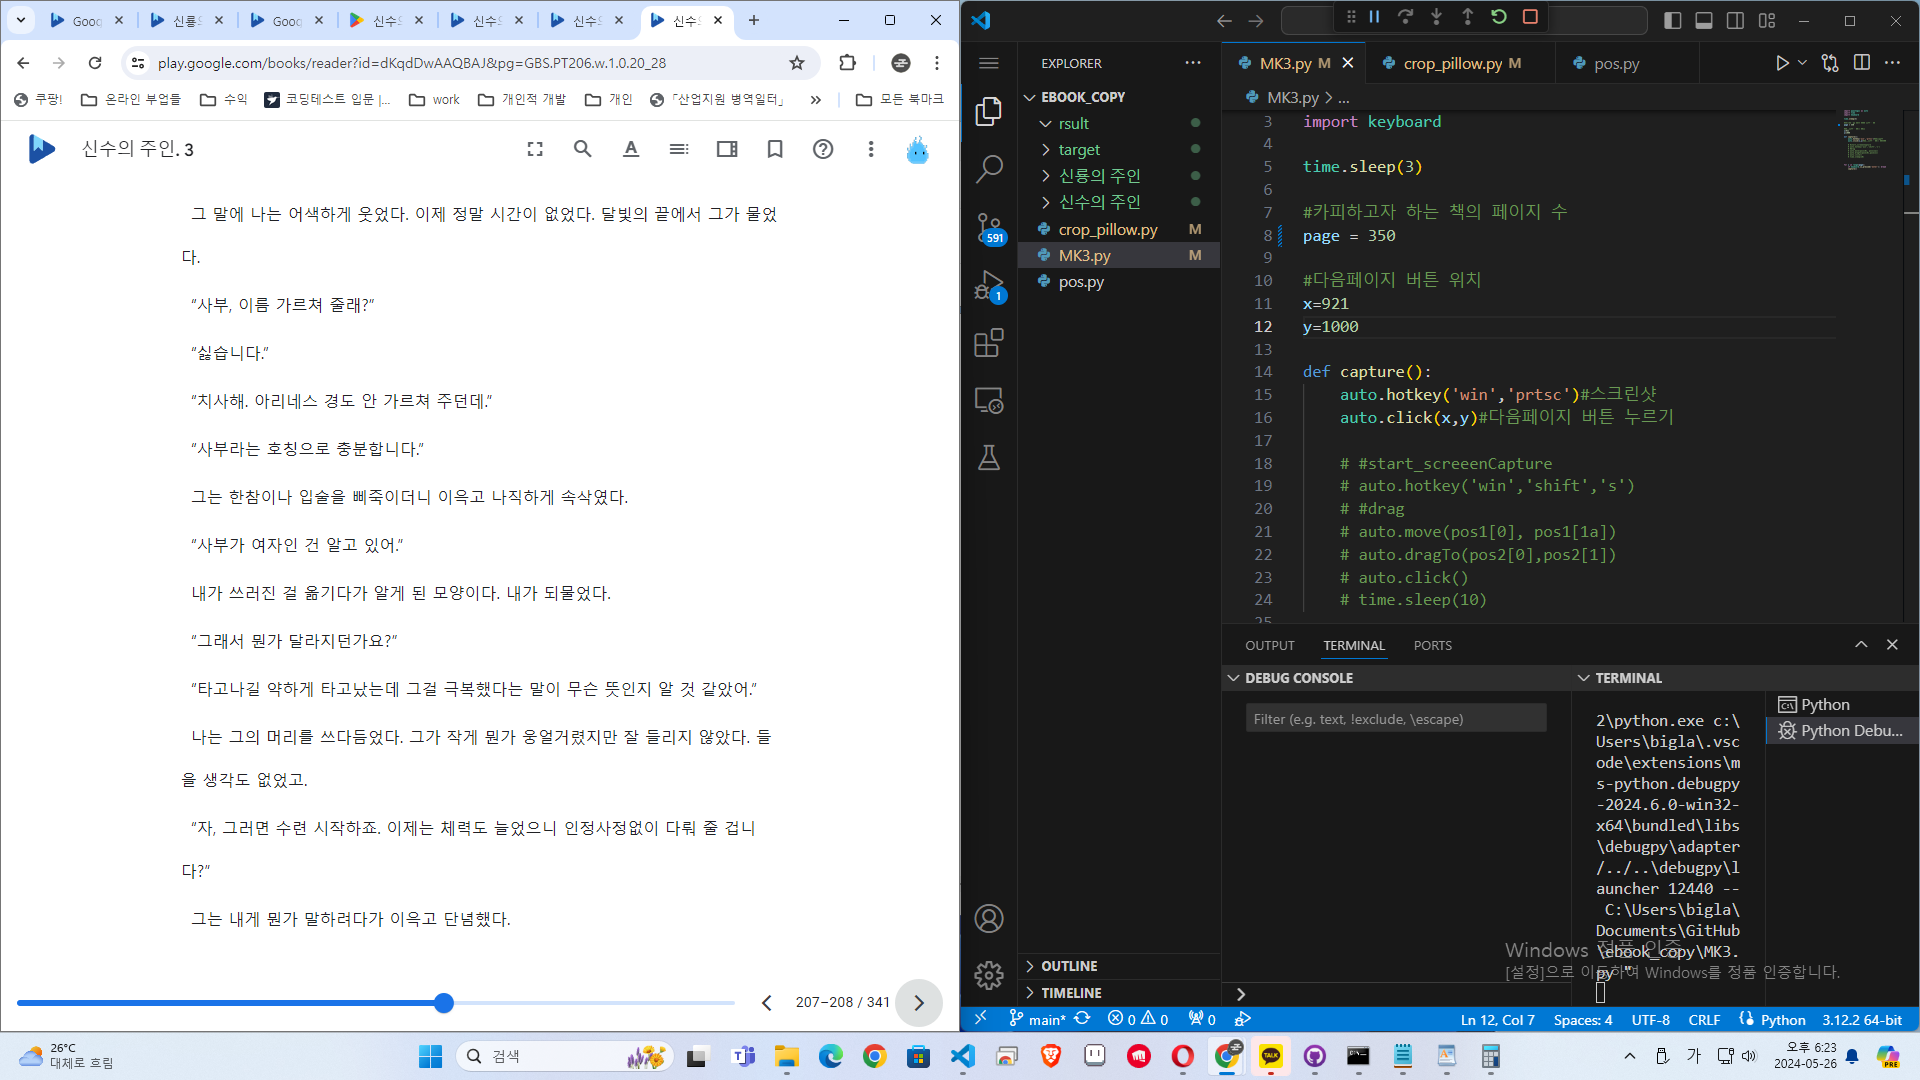 Goog
신룡으
Goog
신수의
신수의
신수의
신수의
play.google.com/books/reader?id=dKqdDwAAQBAJ&pg=GBS.PT206.w.1.0.20_28
쿠팡!
온라인 부업들
수익
코딩테스트 입문 |...
work
개인적 개발
개인
「산업지원 병역일터」
모든 북마크
신수의 주인. 3
그 말에 나는 어색하게 웃었다. 이제 정말 시간이 없었다. 달빛의 끝에서 그가 물었
다.
“사부, 이름 가르쳐 줄래?”
“싫습니다.”
“치사해. 아리네스 경도 안 가르쳐 주던데.”
“사부라는 호칭으로 충분합니다.”
그는 한참이나 입술을 삐죽이더니 이윽고 나직하게 속삭였다.
“사부가 여자인 건 알고 있어.”
내가 쓰러진 걸 옮기다가 알게 된 모양이다. 내가 되물었다.
“그래서 뭔가 달라지던가요?”
“타고나길 약하게 타고났는데 그걸 극복했다는 말이 무슨 뜻인지 알 것 같았어.”
나는 그의 머리를 쓰다듬었다. 그가 작게 뭔가 웅얼거렸지만 잘 들리지 않았다. 들
을 생각도 없었고.
“자, 그러면 수련 시작하죠. 이제는 체력도 늘었으니 인정사정없이 다뤄 줄 겁니
다?”
그는 내게 뭔가 말하려다가 이윽고 단념했다.
207–208 / 341
EXPLORER
EBOOK_COPY
rsult
target
신룡의 주인
신수의 주인
crop_pillow.py M
MK3.py M
pos.py
591
1
OUTLINE
TIMELINE
MK3.py M
crop_pillow.py M
pos.py
MK3.py > ...
3 import keyboard
4
5 time.sleep(3)
6
7 #카피하고자 하는 책의 페이지 수
8 page = 350
9
10 #다음페이지 버튼 위치
11 x=921
12 y=1000
13
14 def capture():
15 auto.hotkey('win','prtsc')#스크린샷
16 auto.click(x,y)#다음페이지 버튼 누르기
17
18 # #start_screeenCapture
19 # auto.hotkey('win','shift','s')
20 # #drag
21 # auto.move(pos1[0], pos1[1a])
22 # auto.dragTo(pos2[0],pos2[1])
23 # auto.click()
24 # time.sleep(10)
25
OUTPUT
TERMINAL
PORTS
DEBUG CONSOLE
Filter (e.g. text, !exclude, \escape)
TERMINAL
2\python.exe c:\
Users\bigla\.vsc
ode\extensions\m
s-python.debugpy
-2024.6.0-win32-
x64\bundled\libs
\debugpy\adapter
/../..\debugpy\l
auncher 12440 --
C:\Users\bigla\
Documents\GitHub
\ebook_copy\MK3.
py "
Python
Python Debu...
Windows 정품 인증
[설정]으로 이동하여 Windows를 정품 인증합니다.
main*
0 0
0
Ln 12, Col 7
Spaces: 4
UTF-8
CRLF
Python
3.12.2 64-bit
26°C
대체로 흐림
검색
TALK
가
오후 6:23
2024-05-26
PRE